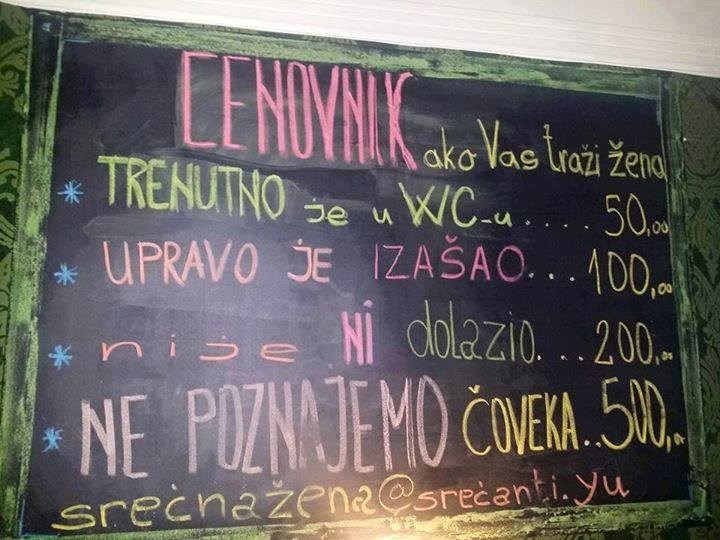 CENOVNIK ako Vas traži žena
* TRENUTNO je u WC-u.... 50,00
* UPRAVO JE IZAŠAO... 100,00
* nije NI dolazio.... 200,00
* NE POZNAJEMO ČOVEKA.. 500,00
srećnažena@srećanti.yu